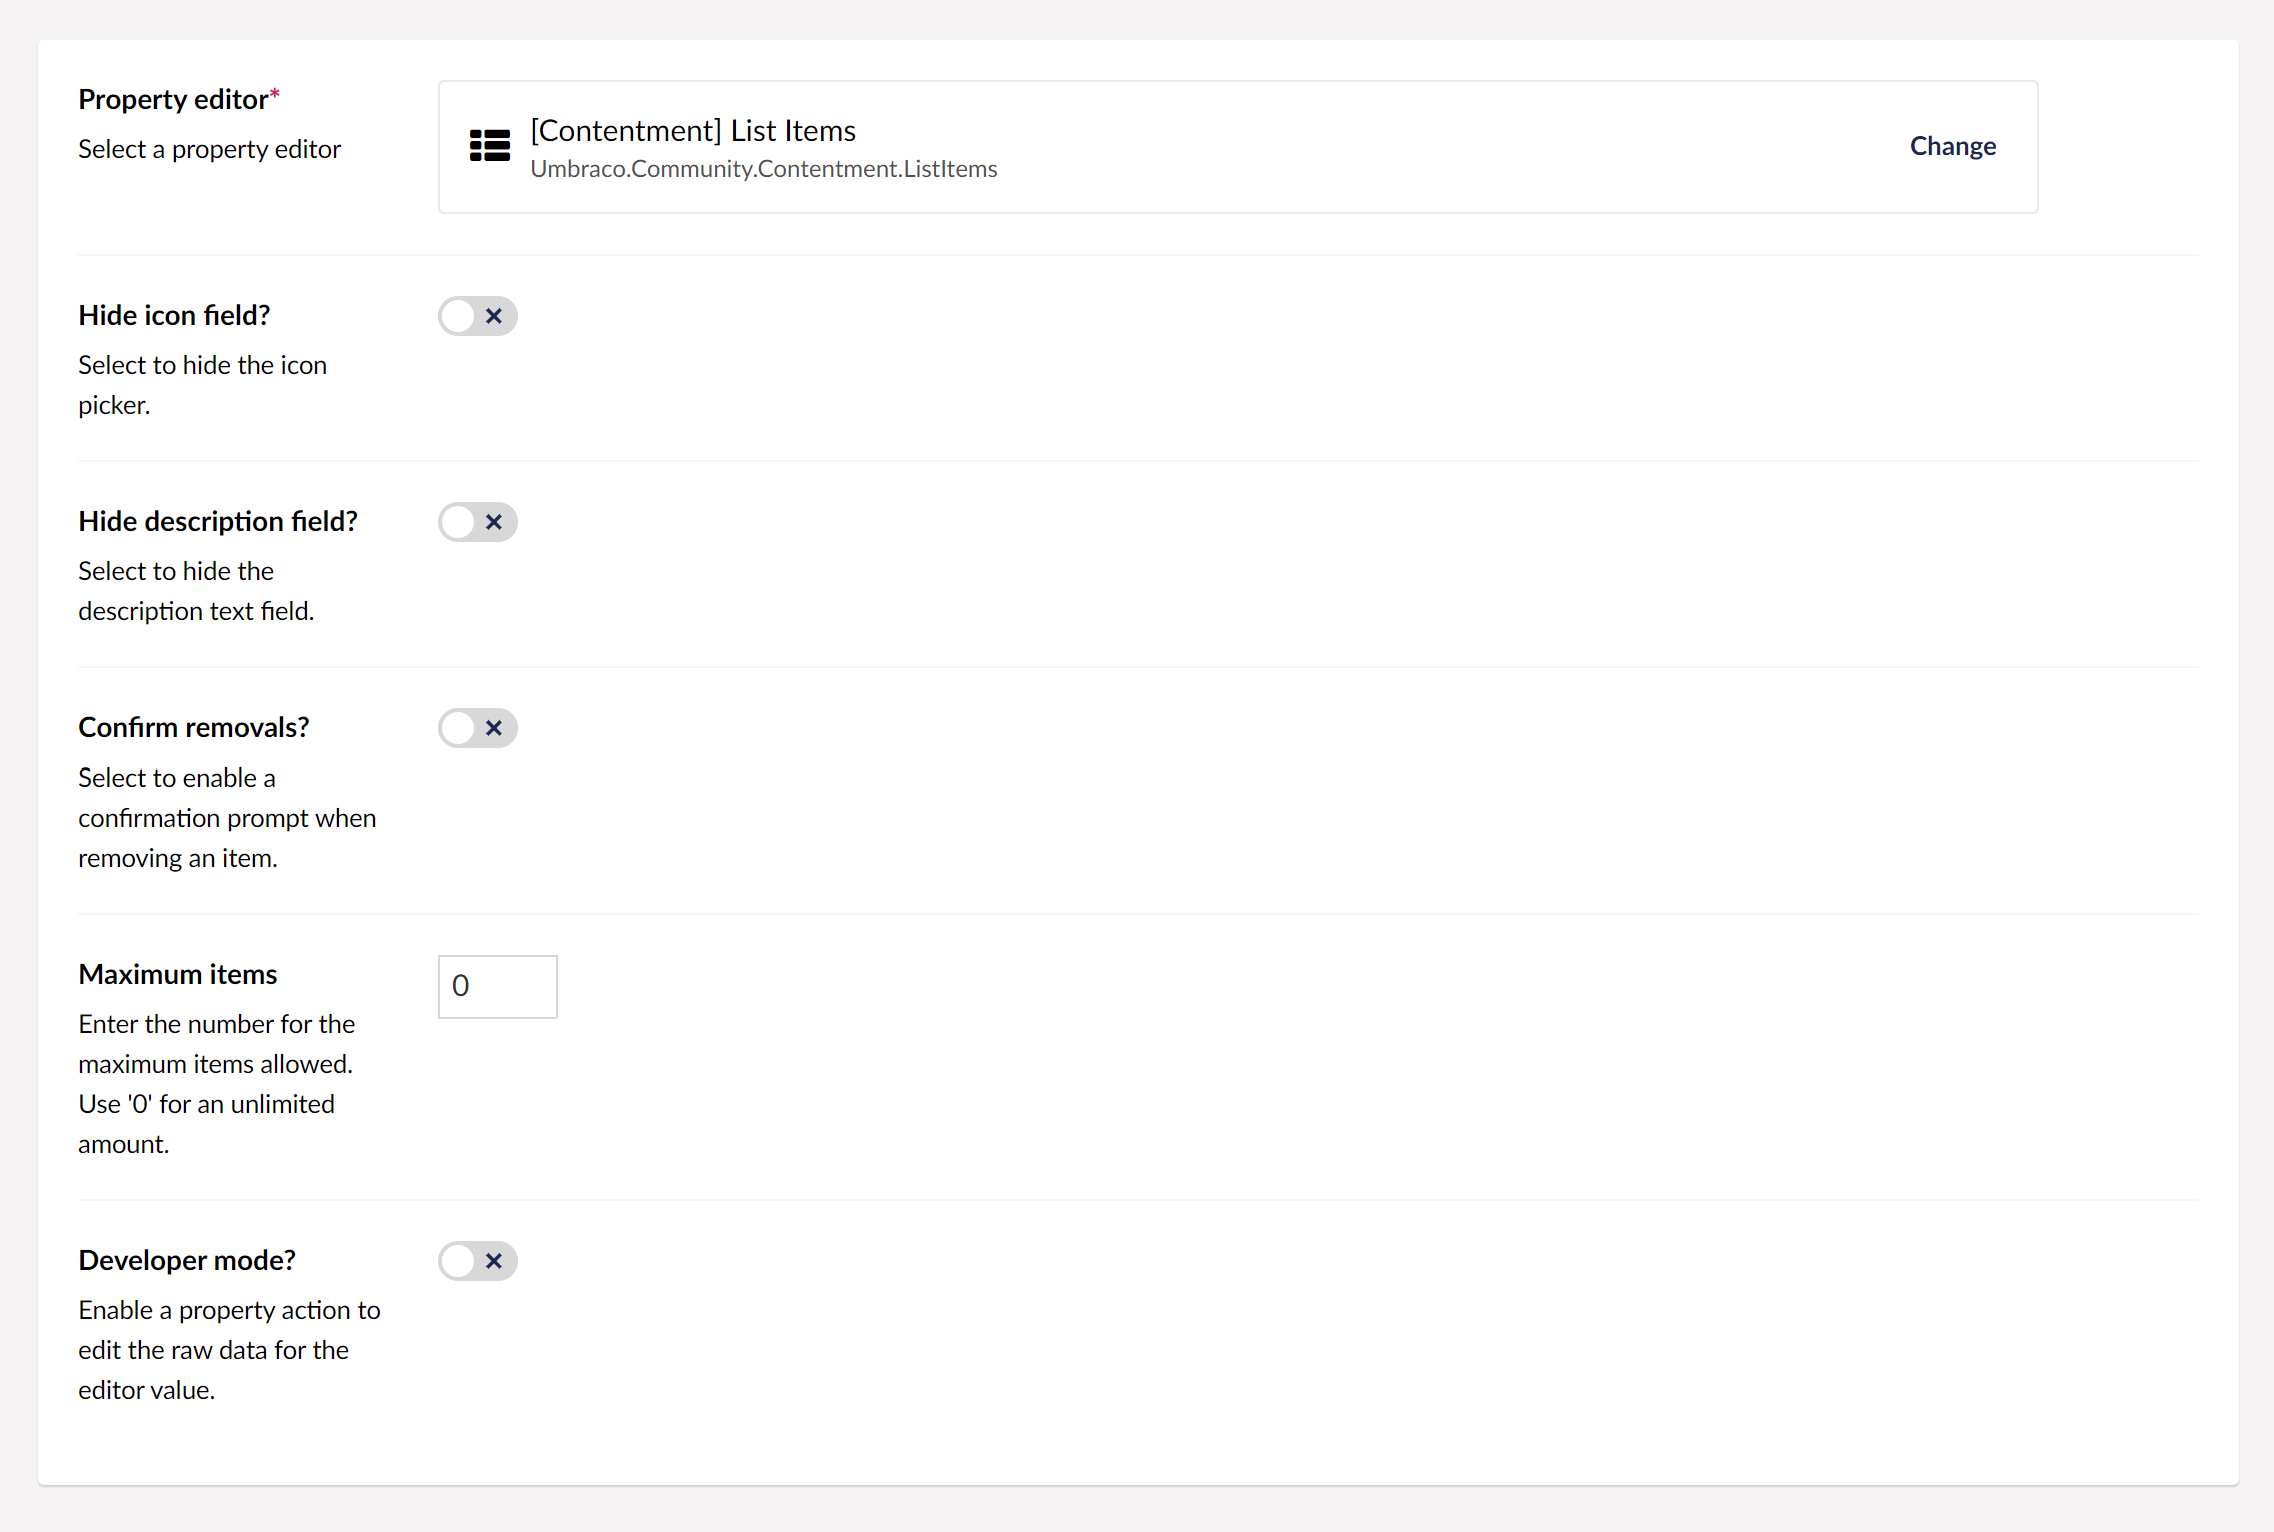 Property editor*
Select a property editor
[Contentment] List Items
Umbraco.Community.Contentment.ListItems
Change
Hide icon field?
Select to hide the icon
picker.
Hide description field?
Select to hide the
description text field.
Confirm removals?
Select to enable a
confirmation prompt when
removing an item.
Maximum items
Enter the number for the
maximum items allowed.
Use '0' for an unlimited
amount.
0
Developer mode?
Enable a property action to
edit the raw data for the
editor value.